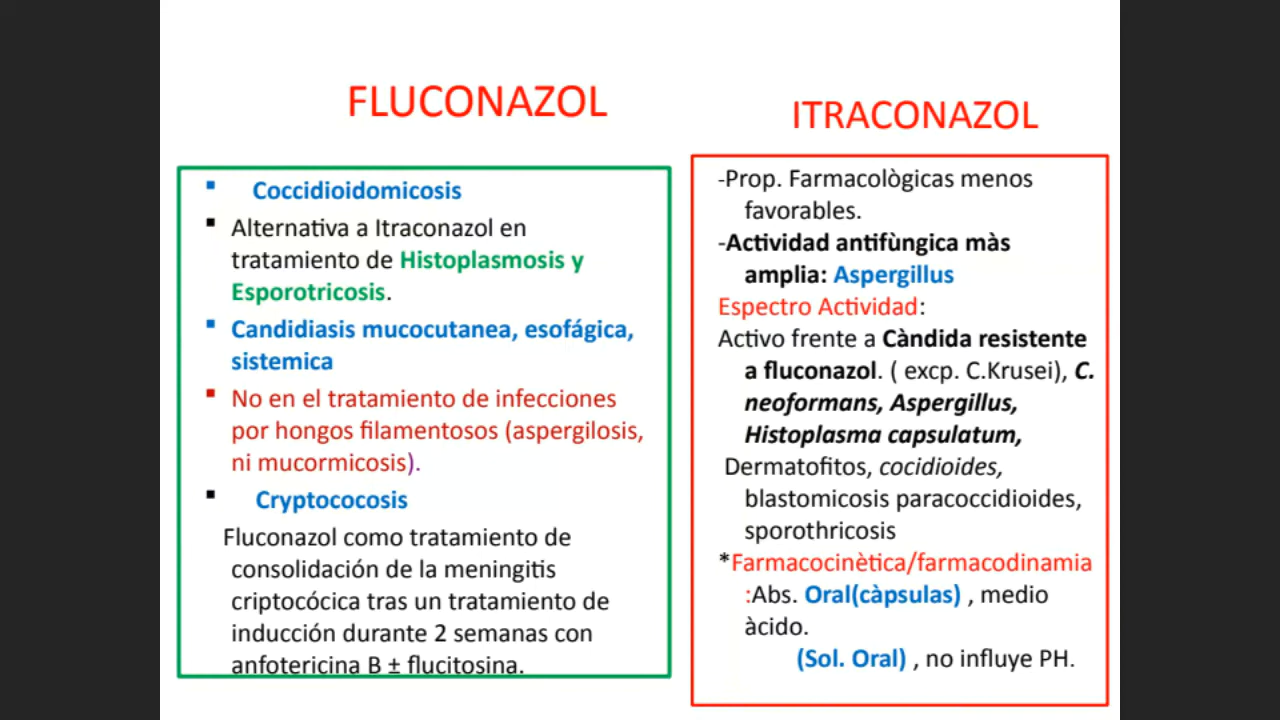 FLUCONAZOL
▪ Coccidioidomicosis
▪ Alternativa a Itraconazol en
tratamiento de Histoplasmosis y
Esporotricosis.
▪ Candidiasis mucocutanea, esofágica,
sistemica
▪ No en el tratamiento de infecciones
por hongos filamentosos (aspergilosis,
ni mucormicosis).
▪ Cryptococosis
Fluconazol como tratamiento de
consolidación de la meningitis
criptocócica tras un tratamiento de
inducción durante 2 semanas con
anfotericina B ± flucitosina.
ITRACONAZOL
-Prop. Farmacològicas menos
favorables.
-Actividad antifùngica màs
amplia: Aspergillus
Espectro Actividad:
Activo frente a Càndida resistente
a fluconazol. ( excp. C.Krusei), C.
neoformans, Aspergillus,
Histoplasma capsulatum,
Dermatofitos, cocidioides,
blastomicosis paracoccidioides,
sporothricosis
*Farmacocinètica/farmacodinamia
:Abs. Oral(càpsulas) , medio
àcido.
(Sol. Oral) , no influye PH.